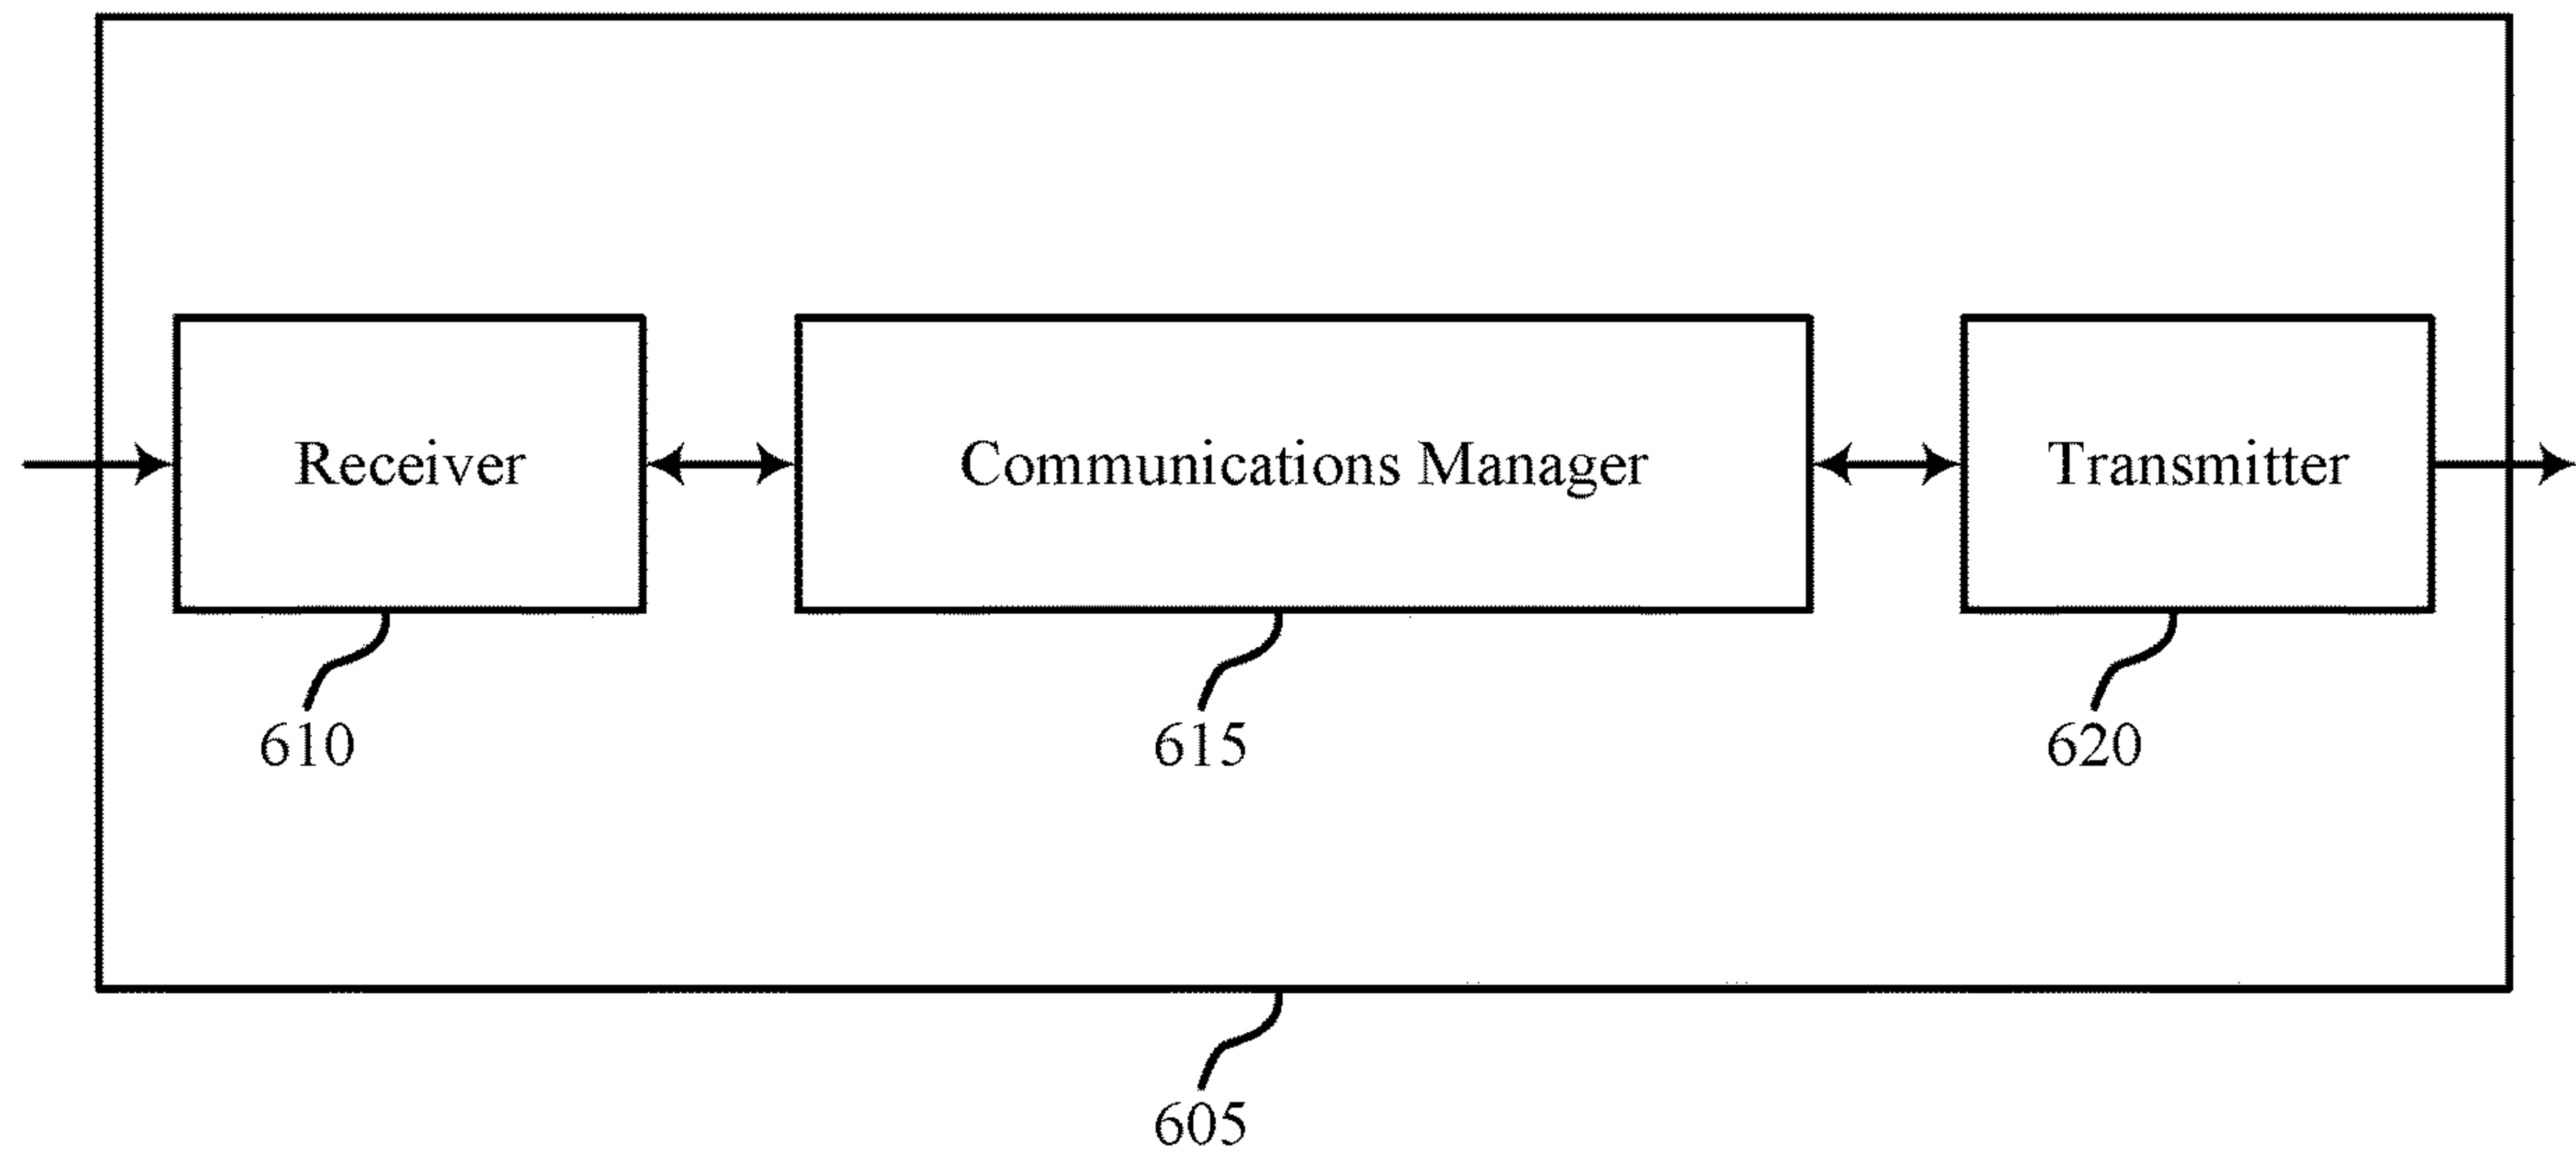 Receiver
Communications Manager
Transmitter
610
615
620
605